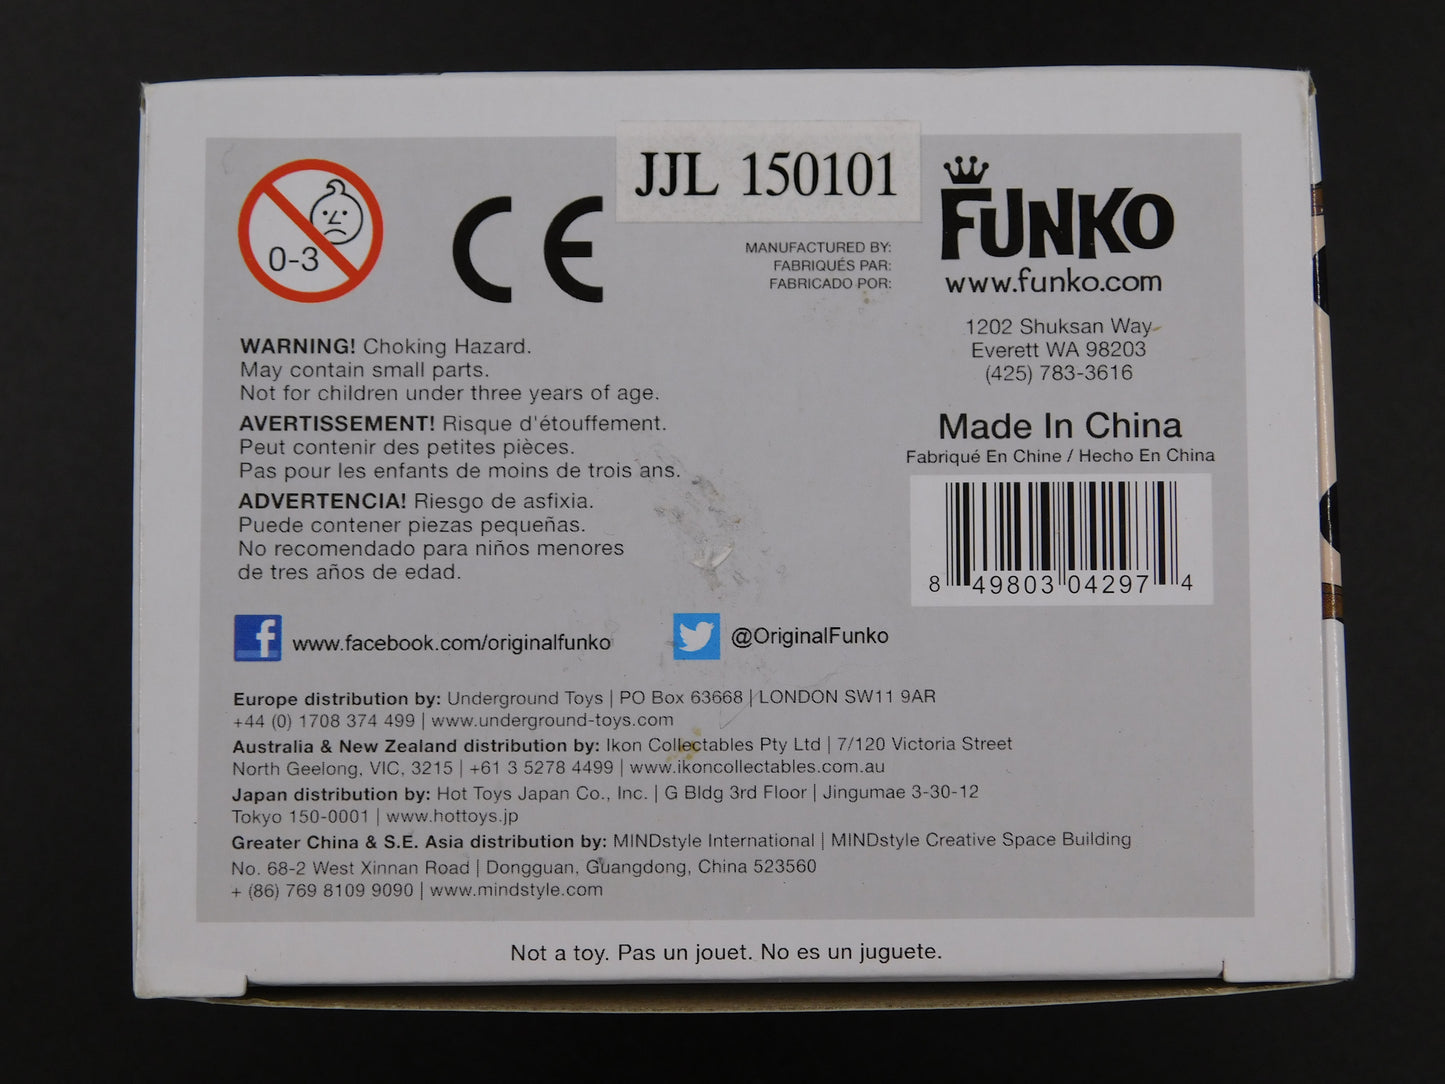 JJL 150101
0-3
CE
MANUFACTURED BY:
FABRIQUÉS PAR:
FABRICADO POR:
FUNKO
www.funko.com
1202 Shuksan Way
Everett WA 98203
(425) 783-3616
WARNING! Choking Hazard.
May contain small parts.
Not for children under three years of age.
AVERTISSEMENT! Risque d'étouffement.
Peut contenir des petites pièces.
Pas pour les enfants de moins de trois ans.
ADVERTENCIA! Riesgo de asfixia.
Puede contener piezas pequeñas.
No recomendado para niños menores
de tres años de edad.
Made In China
Fabriqué En Chine / Hecho En China
8 49803 04297 4
f www.facebook.com/originalfunko
@OriginalFunko
Europe distribution by: Underground Toys | PO Box 63668 | LONDON SW11 9AR
+44 (0) 1708 374 499 | www.underground-toys.com
Australia & New Zealand distribution by: Ikon Collectables Pty Ltd | 7/120 Victoria Street
North Geelong, VIC, 3215 | +61 3 5278 4499 | www.ikoncollectables.com.au
Japan distribution by: Hot Toys Japan Co., Inc. | G Bldg 3rd Floor | Jingumae 3-30-12
Tokyo 150-0001 | www.hottoys.jp
Greater China & S.E. Asia distribution by: MINDstyle International | MINDstyle Creative Space Building
No. 68-2 West Xinnan Road | Dongguan, Guangdong, China 523560
+ (86) 769 8109 9090 | www.mindstyle.com
Not a toy. Pas un jouet. No es un juguete.